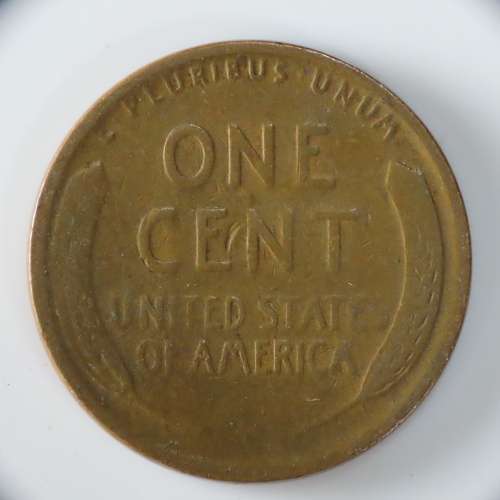 E PLURIBUS UNUM
ONE
CENT
UNITED STATES
OF AMERICA